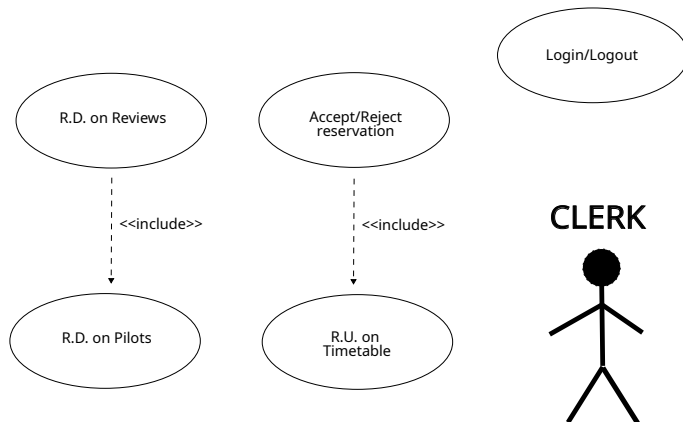 Login/Logout
R.D. on Reviews
Accept/Reject
reservation
<<include>>
<<include>>
CLERK
R.D. on Pilots
R.U. on
Timetable